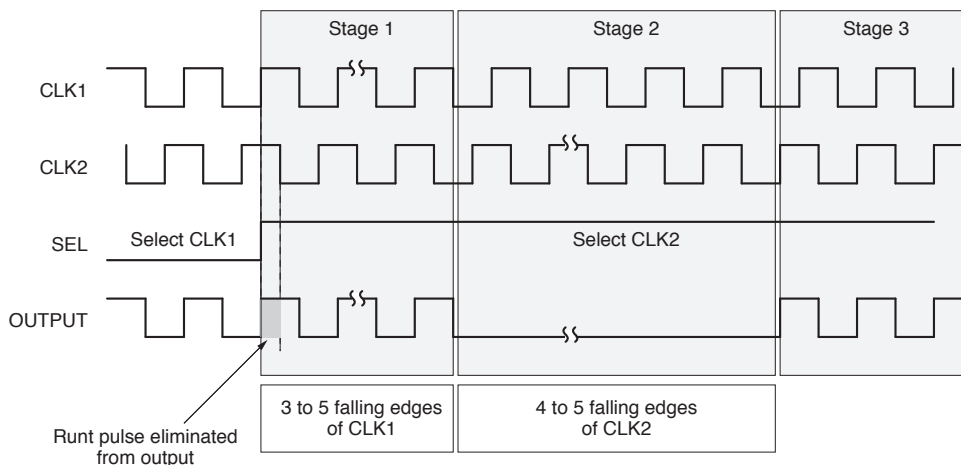 Stage 1
Stage 2
Stage 3
CLK1
CLK2
SEL
Select CLK1
Select CLK2
OUTPUT
3 to 5 falling edges
of CLK1
4 to 5 falling edges
of CLK2
Runt pulse eliminated
from output